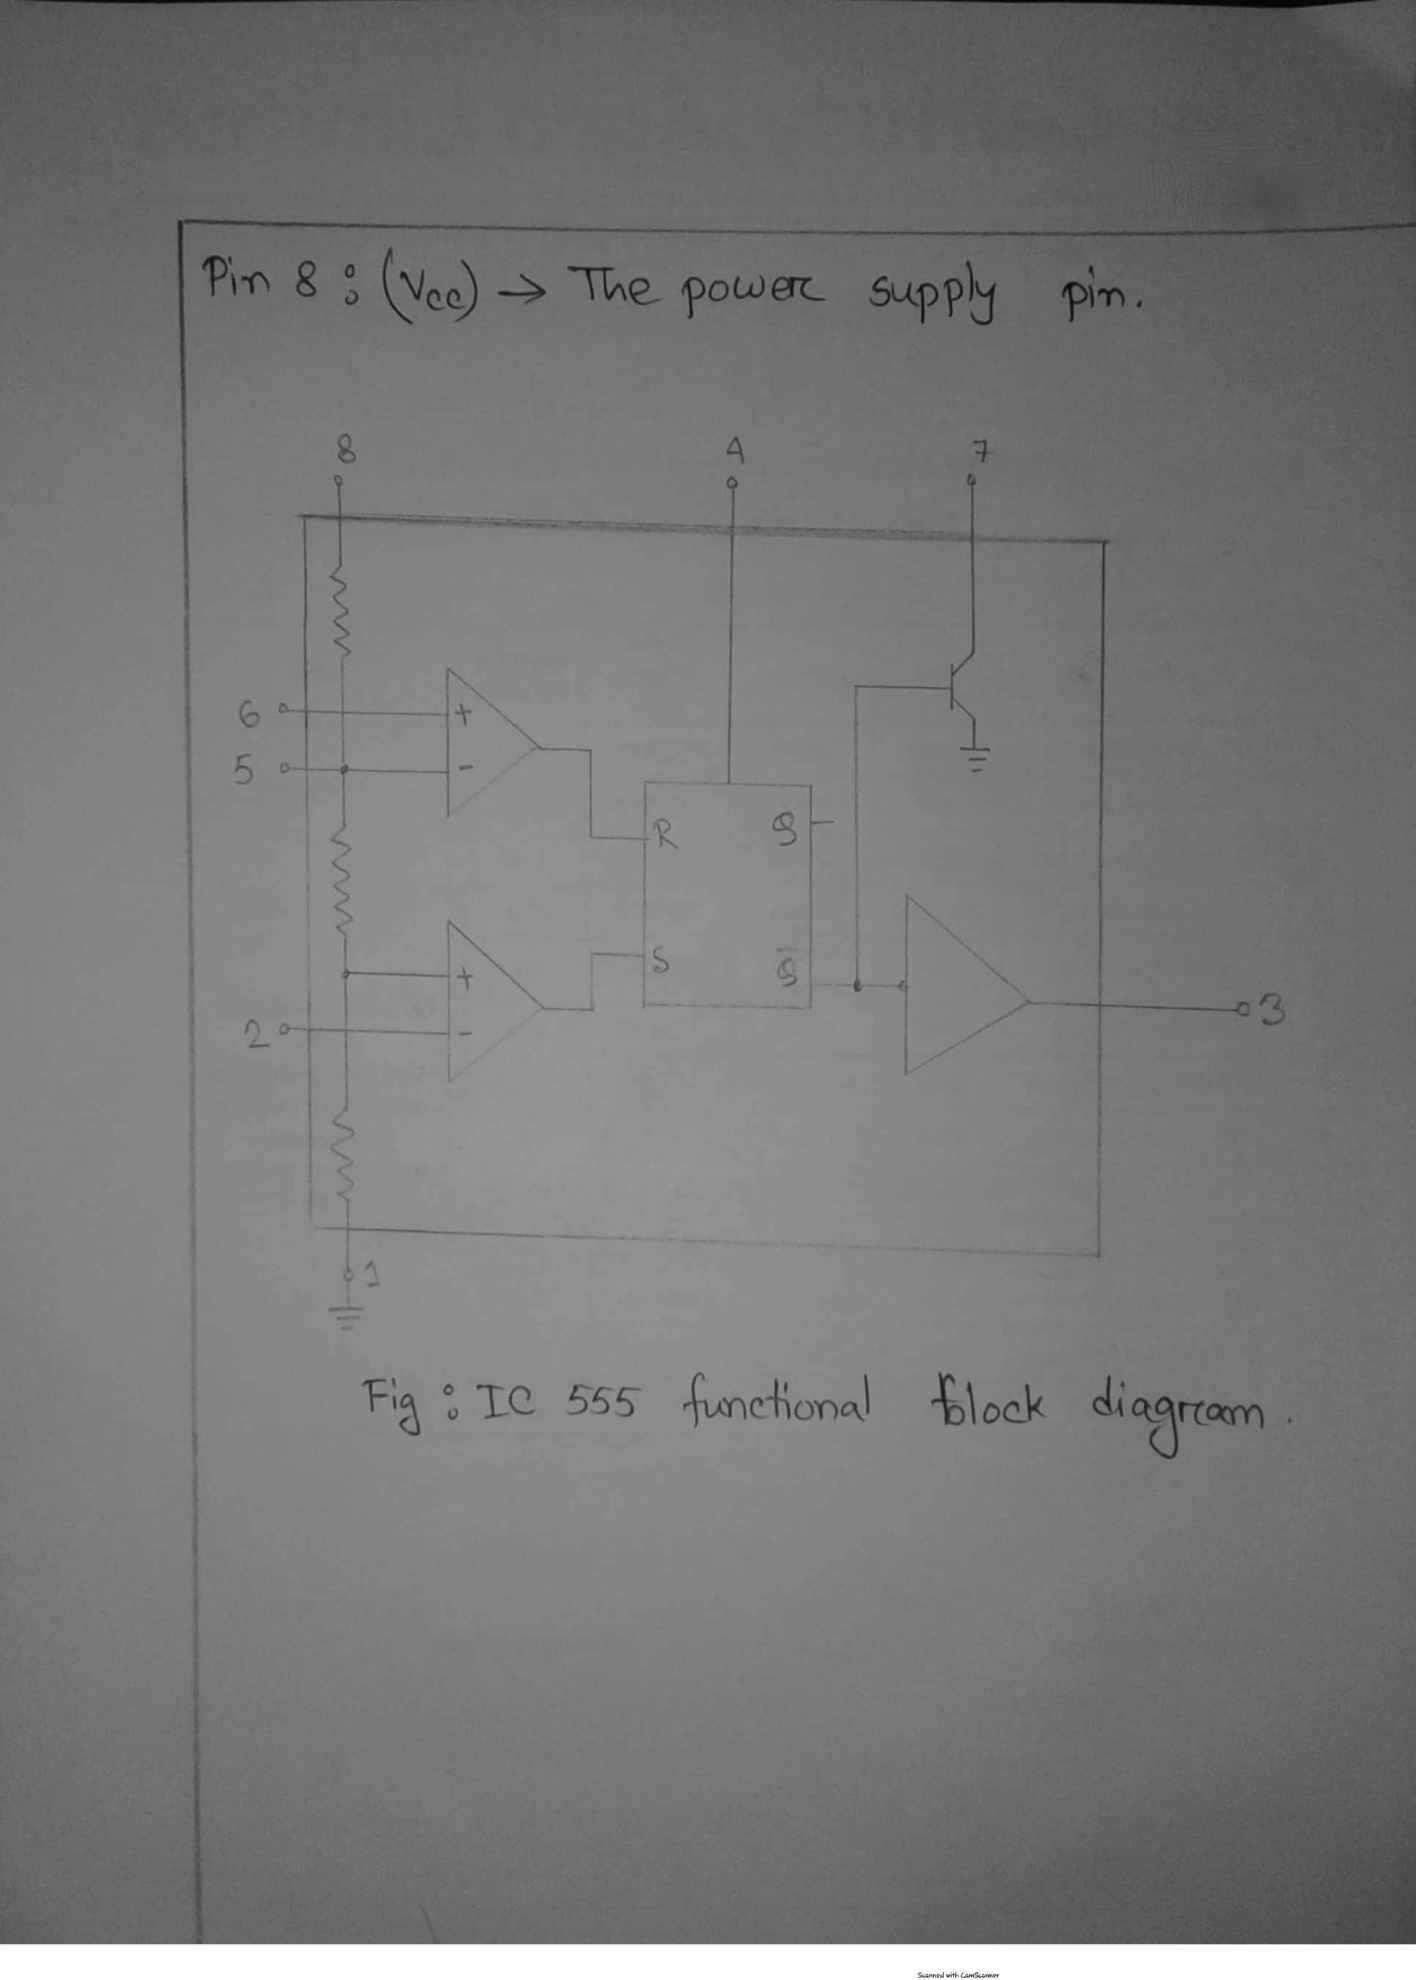 Pin 8 : (Vcc) → The power supply pin.
8 4 7
6 +
5 -
R Q
S Q̅
+
2 -
3
1
Fig : IC 555 functional block diagram.
Scanned with CamScanner